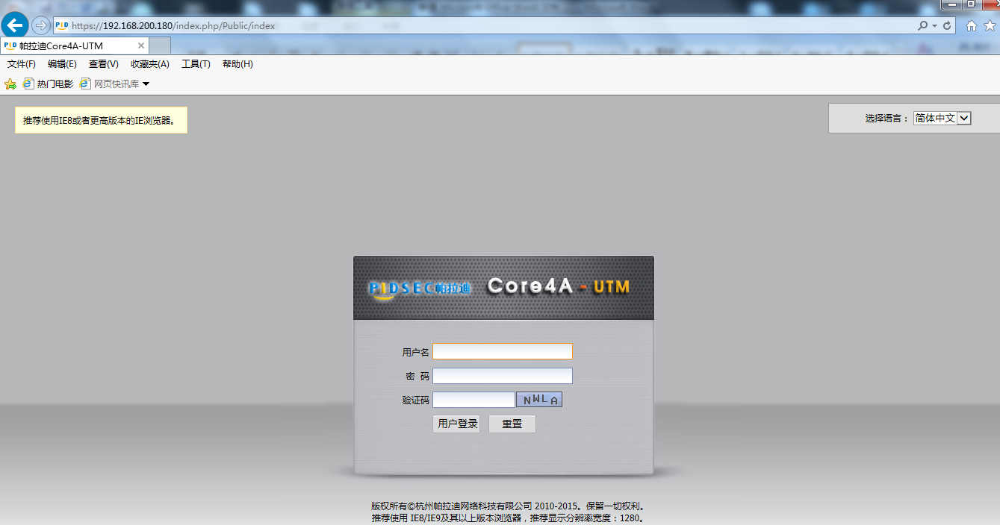 https://192.168.200.180/index.php/Public/index
PID 帕拉迪Core4A-UTM
文件(F) 编辑(E) 查看(V) 收藏夹(A) 工具(T) 帮助(H)
热门电影 网页快讯库
推荐使用IE8或者更高版本的IE浏览器。
选择语言： 简体中文
PIDSEC帕拉迪 Core4A - UTM
用户名
密 码
验证码 NWLA
用户登录 重置
版权所有©杭州帕拉迪网络科技有限公司 2010-2015。保留一切权利。
推荐使用 IE8/IE9及其以上版本浏览器，推荐显示分辨率宽度：1280。